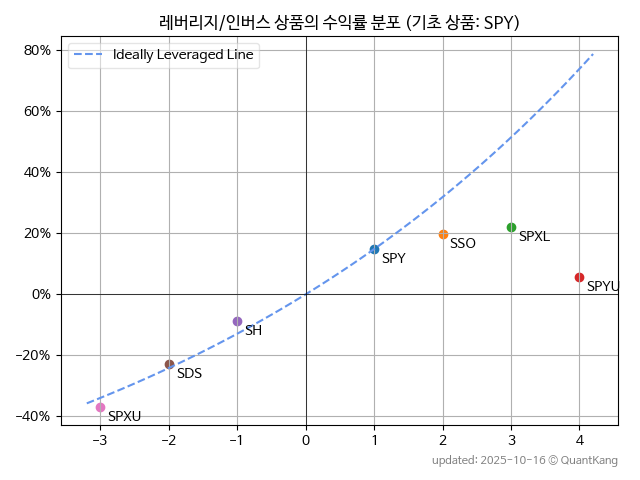 레버리지/인버스 상품의 수익률 분포 (기초 상품: SPY)
Ideally Leveraged Line
80%
60%
40%
20%
0%
−20%
−40%
SPY
SSO
SPXL
SPYU
SH
SDS
SPXU
−3 −2 −1 0 1 2 3 4
updated: 2025-10-16 © QuantKang